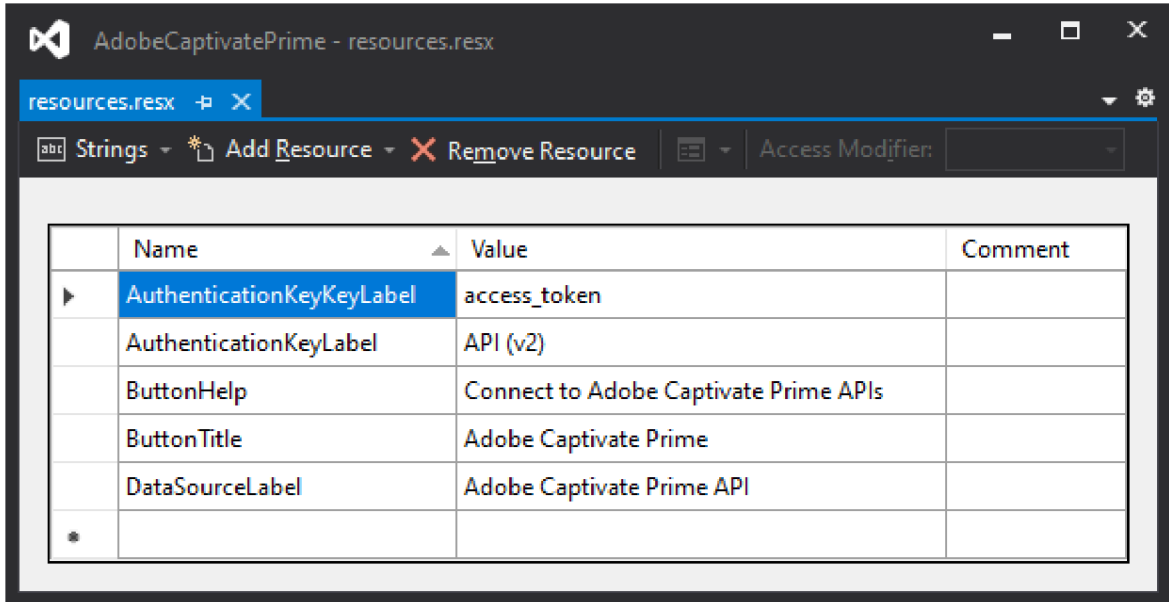 AdobeCaptivatePrime - resources.resx
resources.resx
abc Strings Add Resource Remove Resource Access Modifier:
Name Value Comment
AuthenticationKeyKeyLabel access_token
AuthenticationKeyLabel API (v2)
ButtonHelp Connect to Adobe Captivate Prime APIs
ButtonTitle Adobe Captivate Prime
DataSourceLabel Adobe Captivate Prime API